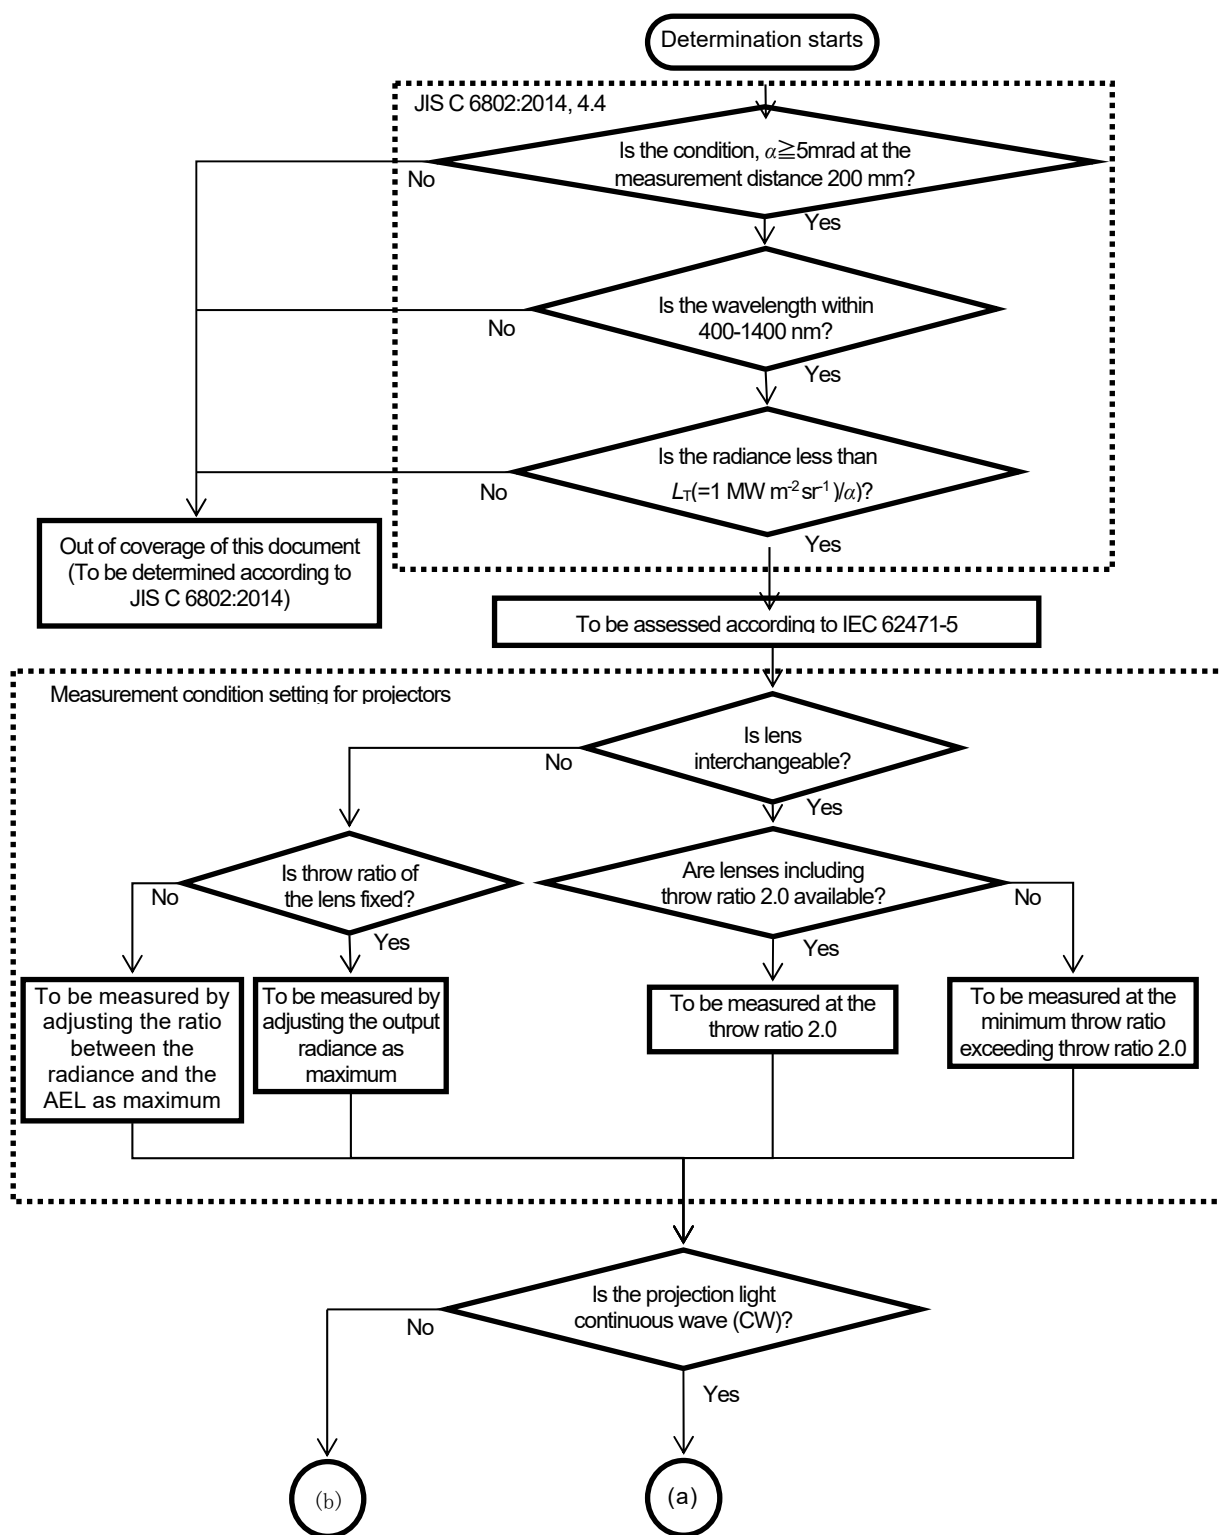 Determination starts
JIS C 6802:2014, 4.4
Is the condition, α≧5mrad at the
measurement distance 200 mm?
No
Yes
Is the wavelength within
400-1400 nm?
No
Yes
Is the radiance less than
LT(=1 MW m-2 sr-1)/α)?
No
Yes
Out of coverage of this document
(To be determined according to
JIS C 6802:2014)
To be assessed according to IEC 62471-5
Measurement condition setting for projectors
Is lens
interchangeable?
No
Yes
Is throw ratio of
the lens fixed?
No
Yes
Are lenses including
throw ratio 2.0 available?
No
Yes
To be measured by
adjusting the ratio
between the
radiance and the
AEL as maximum
To be measured by
adjusting the output
radiance as
maximum
To be measured at the
throw ratio 2.0
To be measured at the
minimum throw ratio
exceeding throw ratio 2.0
Is the projection light
continuous wave (CW)?
No
Yes
(b)
(a)